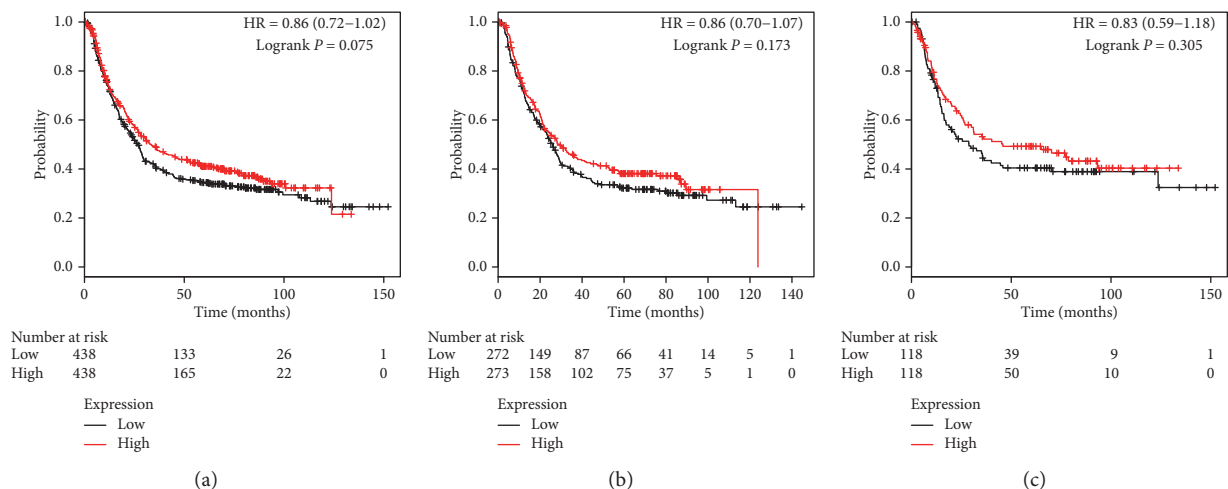 HR = 0.86 (0.72–1.02)
Logrank P = 0.075
1.0
0.8
0.6
0.4
0.2
0.0
Probability
0 50 100 150
Time (months)
Number at risk
Low 438 133 26 1
High 438 165 22 0
Expression
Low
High
(a)
HR = 0.86 (0.70–1.07)
Logrank P = 0.173
1.0
0.8
0.6
0.4
0.2
0.0
Probability
0 20 40 60 80 100 120 140
Time (months)
Number at risk
Low 272 149 87 66 41 14 5 1
High 273 158 102 75 37 5 1 0
Expression
Low
High
(b)
HR = 0.83 (0.59–1.18)
Logrank P = 0.305
1.0
0.8
0.6
0.4
0.2
0.0
Probability
0 50 100 150
Time (months)
Number at risk
Low 118 39 9 1
High 118 50 10 0
Expression
Low
High
(c)